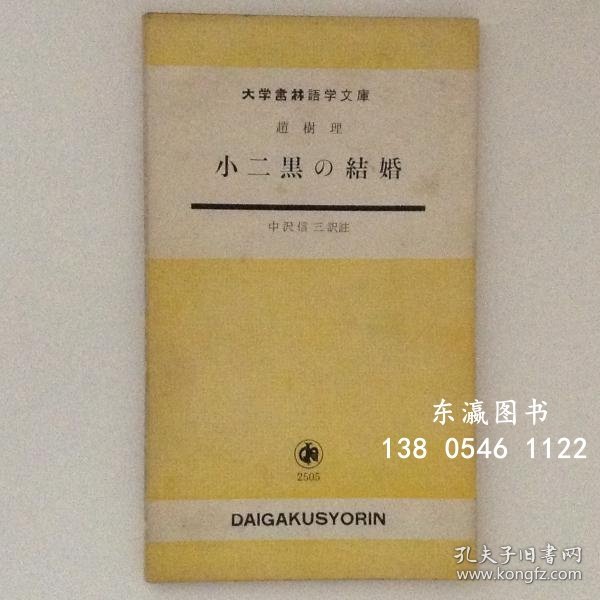 大学書林語学文庫
趙樹理
小二黒の結婚
中沢信三訳註
东瀛图书
138 0546 1122
2505
DAIGAKUSYORIN
孔夫子旧书网
www.kongfz.com